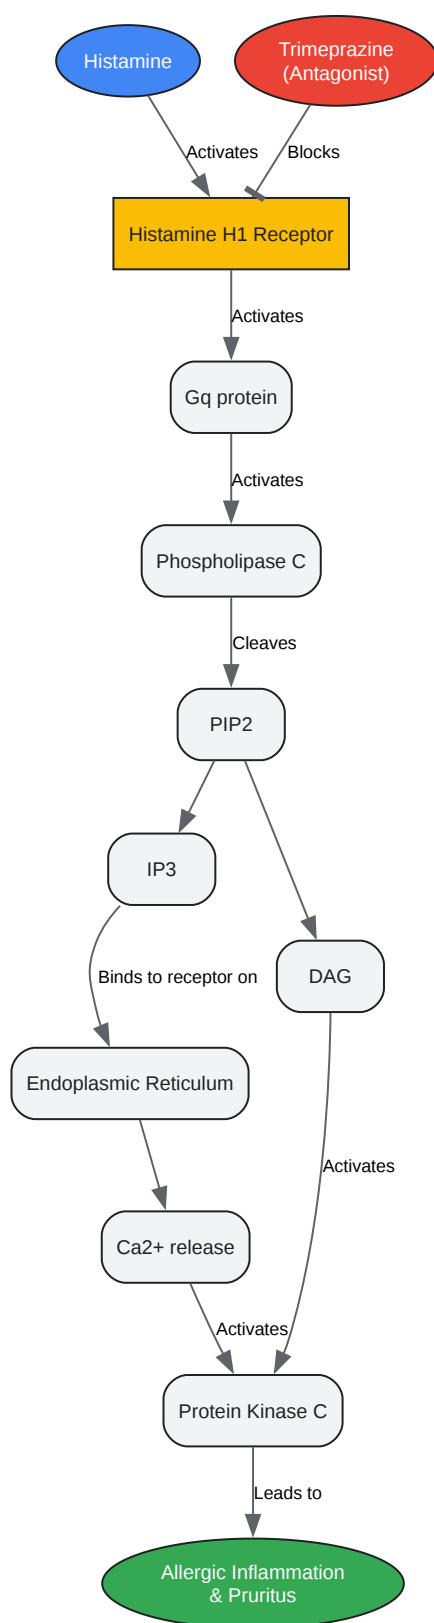 Histamine
Trimeprazine
(Antagonist)
Activates
Blocks
Histamine H1 Receptor
Activates
Gq protein
Activates
Phospholipase C
Cleaves
PIP2
IP3
DAG
Binds to receptor on
Endoplasmic Reticulum
Activates
Ca2+ release
Activates
Protein Kinase C
Leads to
Allergic Inflammation
& Pruritus